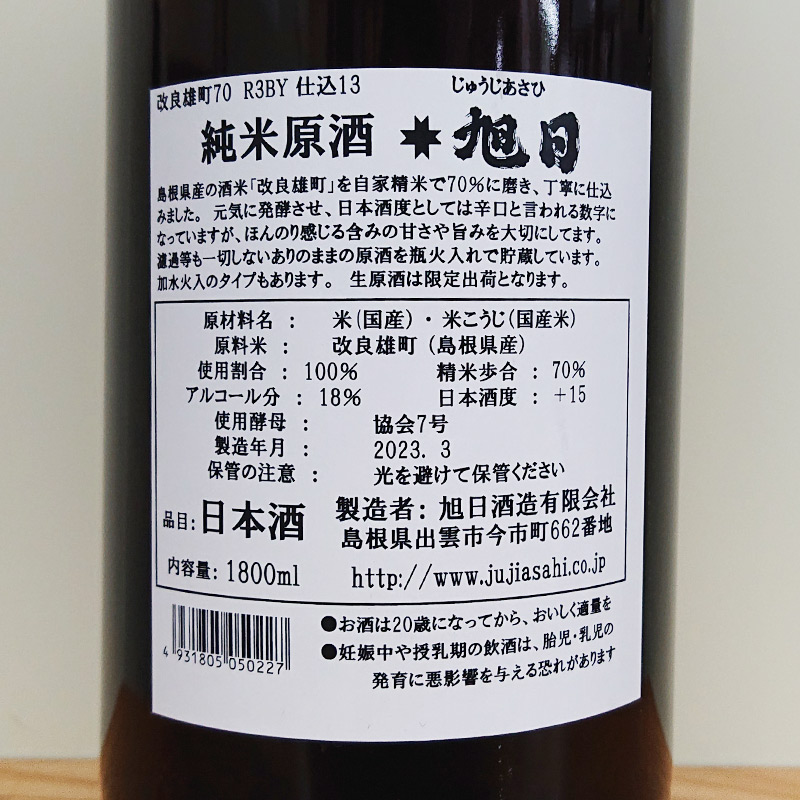 改良雄町70 R3BY 仕込13
じゅうじあさひ
純米原酒 旭日
島根県産の酒米「改良雄町」を自家精米で70%に磨き、丁寧に仕込
みました。 元気に発酵させ、日本酒度としては辛口と言われる数字に
なっていますが、ほんのり感じる含みの甘さや旨みを大切にしてます。
濾過等も一切しないありのままの原酒を瓶火入れで貯蔵しています。
加水火入のタイプもあります。 生原酒は限定出荷となります。
原材料名 : 米(国産)・米こうじ(国産米)
原料米 : 改良雄町(島根県産)
使用割合 : 100% 精米歩合 : 70%
アルコール分 : 18% 日本酒度 : +15
使用酵母 : 協会7号
製造年月 : 2023. 3
保管の注意 : 光を避けて保管ください
品目:日本酒 製造者:旭日酒造有限会社
島根県出雲市今市町662番地
内容量:1800ml http://www.jujiasahi.co.jp
●お酒は20歳になってから、おいしく適量を
●妊娠中や授乳期の飲酒は、胎児・乳児の
発育に悪影響を与える恐れがあります
4 931805 050227